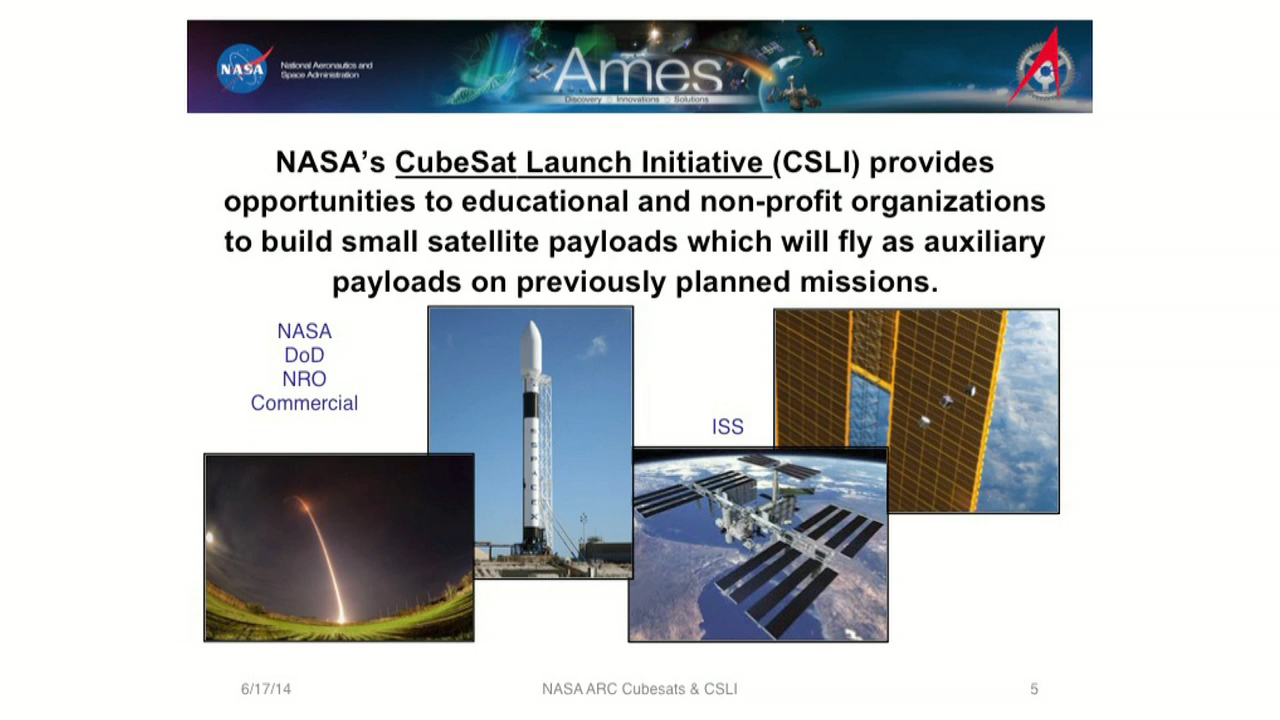 NASA
National Aeronautics and
Space Administration
Ames
Discovery Innovations Solutions
NASA's CubeSat Launch Initiative (CSLI) provides
opportunities to educational and non-profit organizations
to build small satellite payloads which will fly as auxiliary
payloads on previously planned missions.
NASA
DoD
NRO
Commercial
SPACEX
ISS
6/17/14
NASA ARC Cubesats & CSLI
5